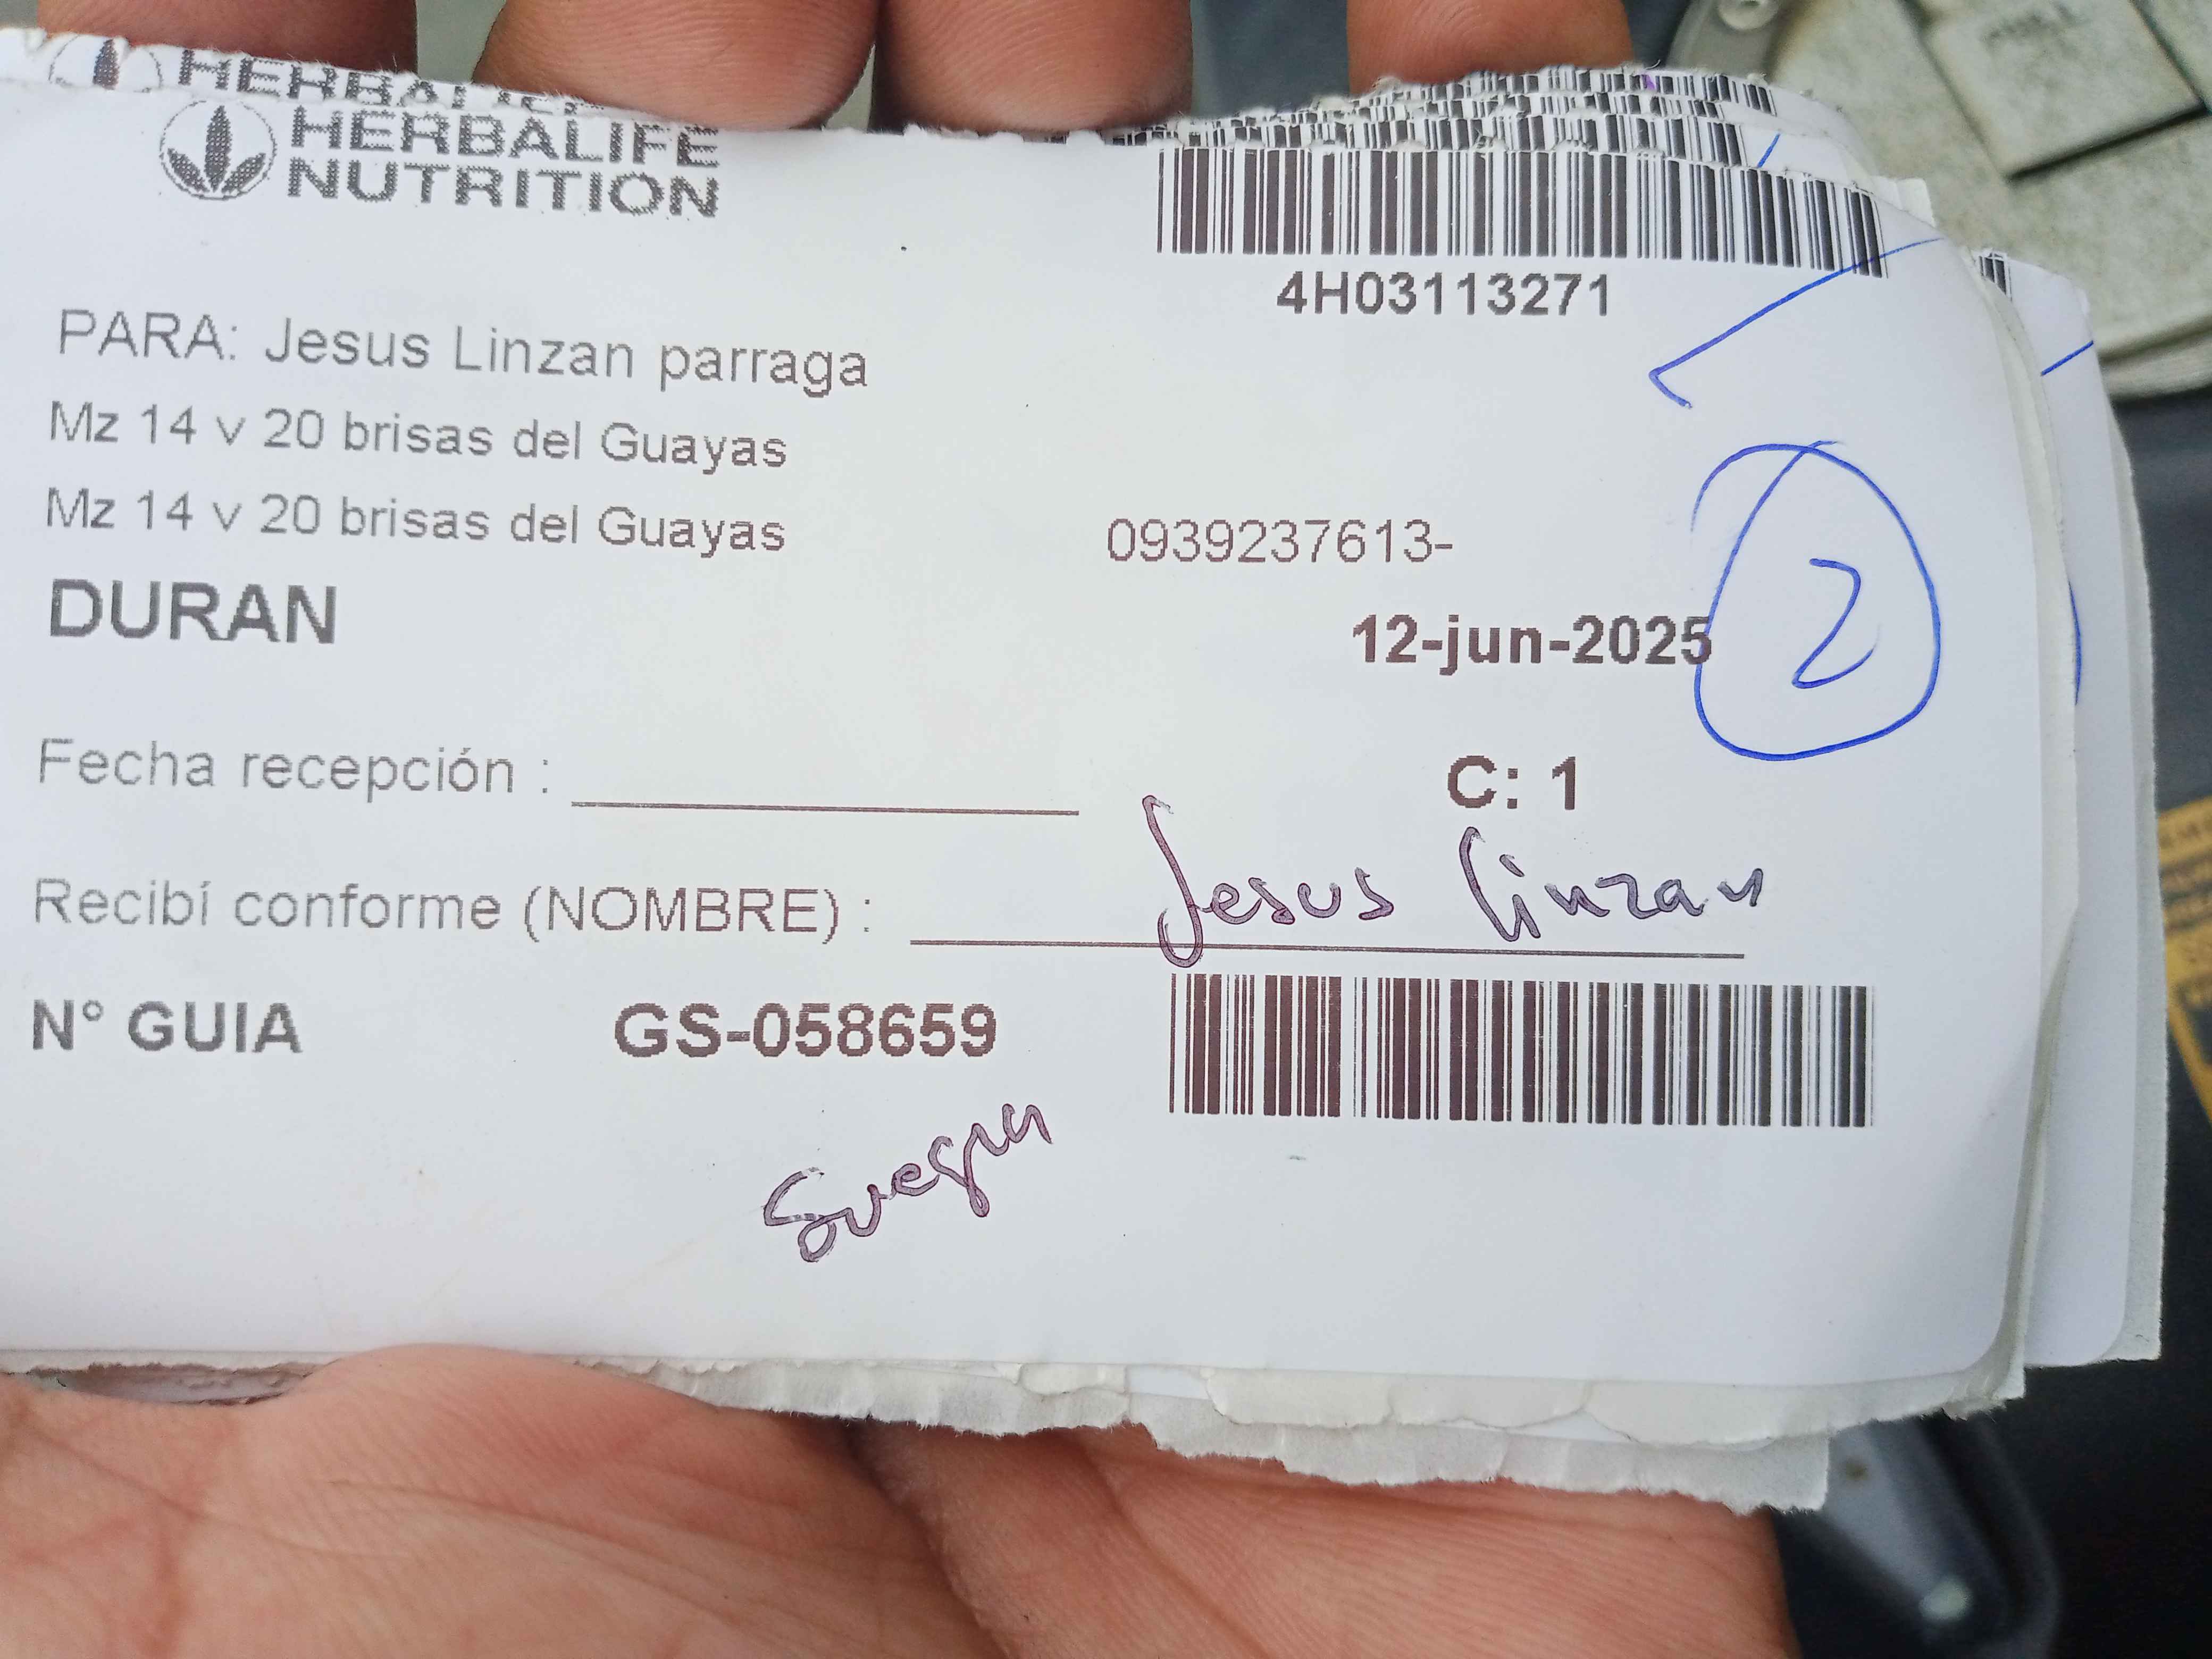 HERBALIFE
HERBALIFE
NUTRITION
4H03113271
PARA: Jesus Linzan parraga
Mz 14 v 20 brisas del Guayas
Mz 14 v 20 brisas del Guayas
0939237613-
DURAN
12-jun-2025
2
Fecha recepción :
C: 1
Recibí conforme (NOMBRE) : Jesus Linzan
N° GUIA GS-058659
Suegra